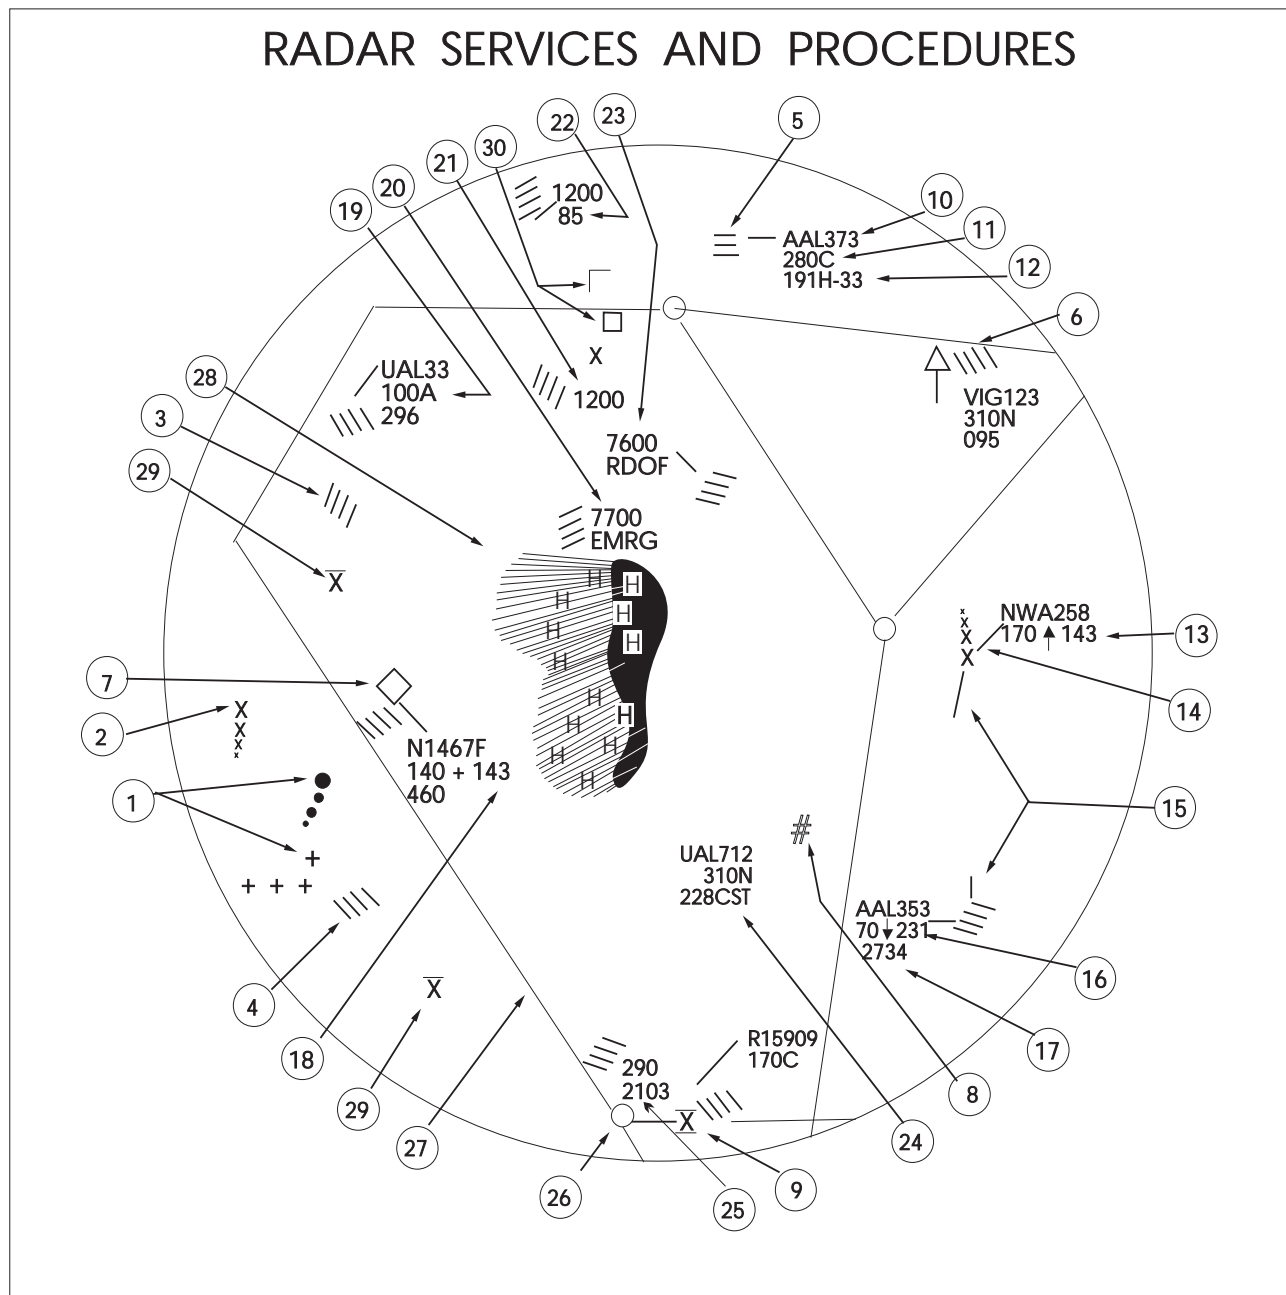 RADAR SERVICES AND PROCEDURES
23
22
5
30
21
20
19
1200
85
10
11
12
AAL373
280C
191H-33
6
28
UAL33
100A
296
X
1200
VIG123
310N
095
3
7600
RDOF
29
7700
EMRG
X
H H
H H
H H
H
H
H H
H H
H
NWA258
170 143
13
X
X
X
X
7
14
2
X
X
X
X
N1467F
140 + 143
460
1
+
+ + +
15
#
UAL712
310N
228CST
AAL353
70 231
2734
16
4
X
17
18
R15909
170C
290
2103
8
29
X
27
24
26
9
25